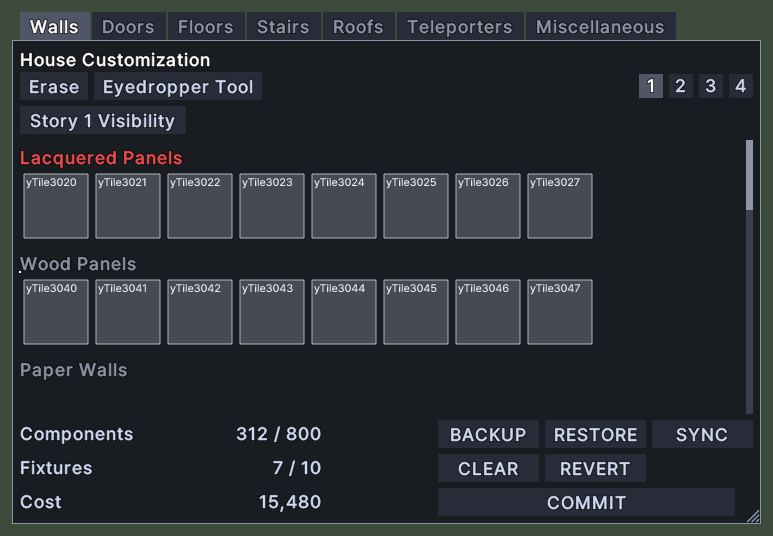 Walls Doors Floors Stairs Roofs Teleporters Miscellaneous
House Customization
Erase Eyedropper Tool 1 2 3 4
Story 1 Visibility
Lacquered Panels
yTile3020 yTile3021 yTile3022 yTile3023 yTile3024 yTile3025 yTile3026 yTile3027
Wood Panels
yTile3040 yTile3041 yTile3042 yTile3043 yTile3044 yTile3045 yTile3046 yTile3047
Paper Walls
Components 312 / 800 BACKUP RESTORE SYNC
Fixtures 7 / 10 CLEAR REVERT
Cost 15,480 COMMIT